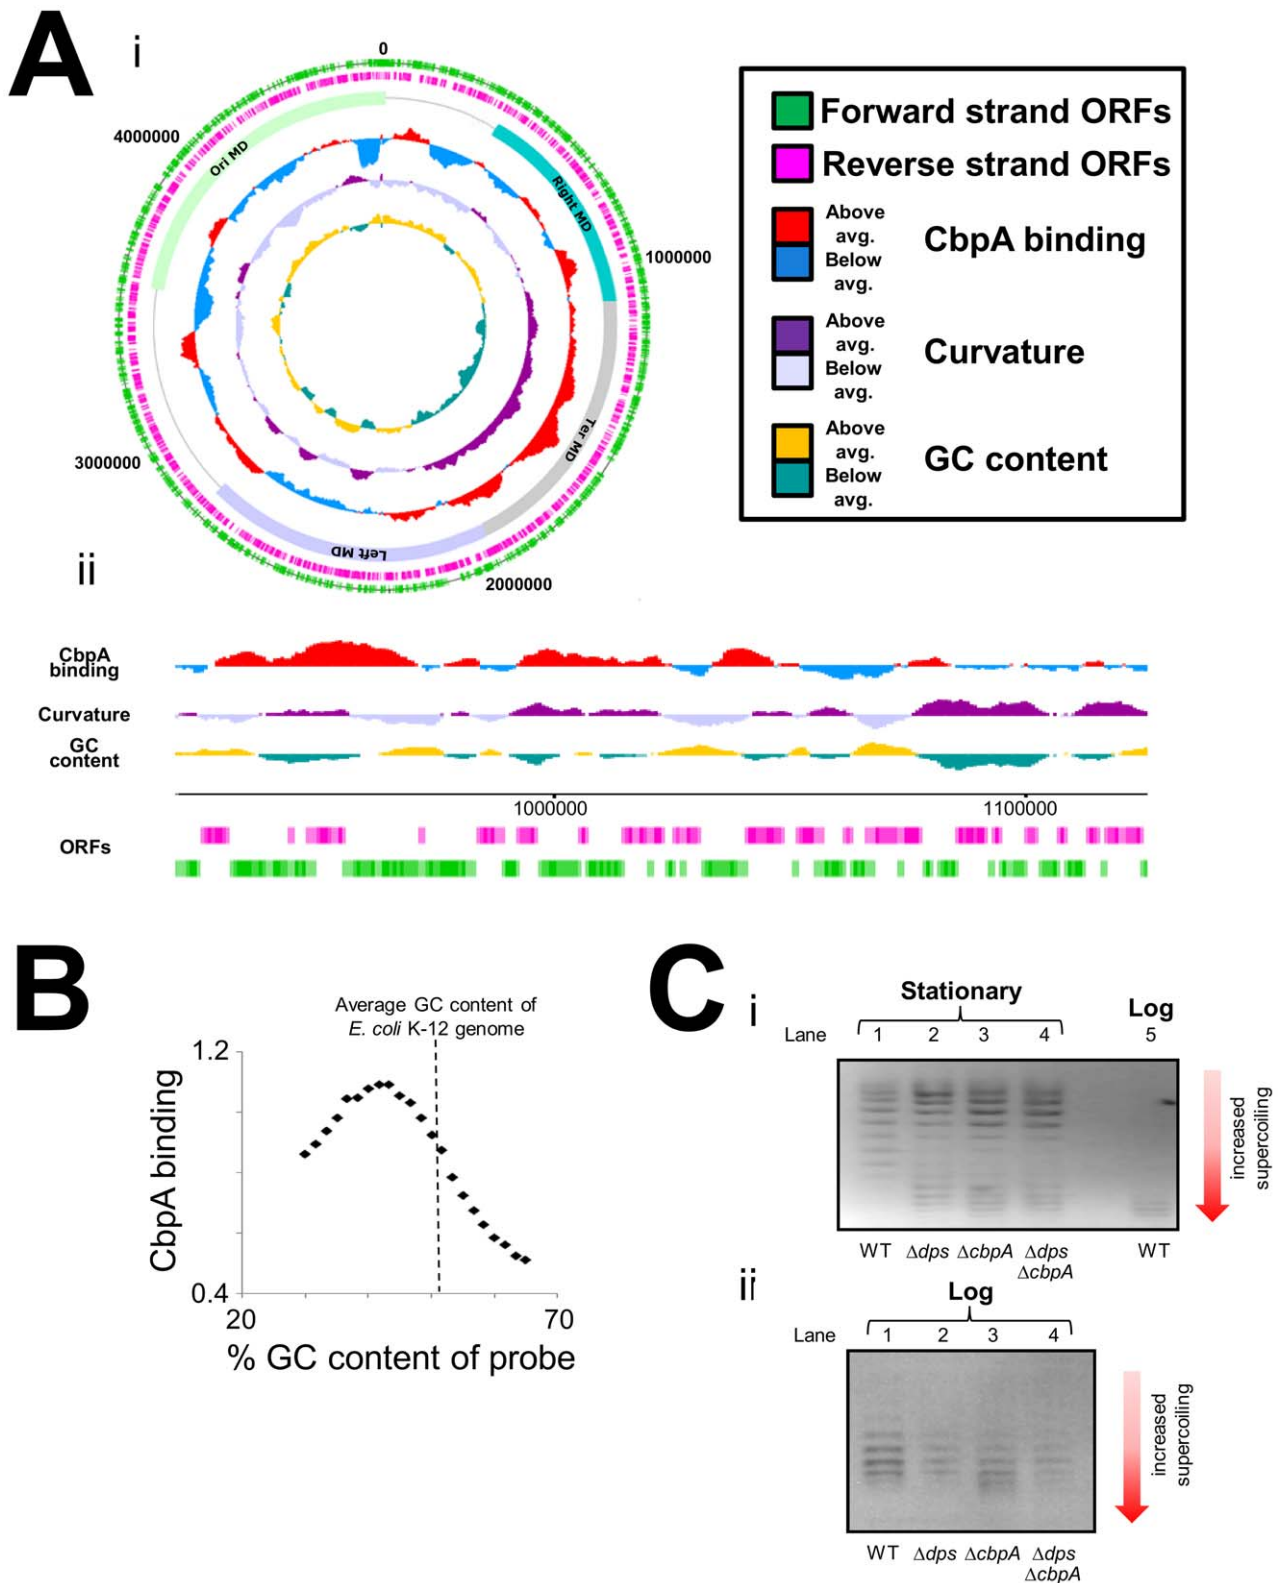 A
i
0
4000000
1000000
3000000
2000000
Ori MD
Right MD
Ter MD
Left MD
Forward strand ORFs
Reverse strand ORFs
Above
avg.
Below
avg.
CbpA binding
Above
avg.
Below
avg.
Curvature
Above
avg.
Below
avg.
GC content
ii
CbpA
binding
Curvature
GC
content
1000000 1100000
ORFs
B
Average GC content of
E. coli K-12 genome
1.2
CbpA binding
0.4
20 70
% GC content of probe
C
i
Stationary Log
Lane 1 2 3 4 5
increased
supercoiling
WT Δdps ΔcbpA Δdps
ΔcbpA
WT
ii
Log
Lane 1 2 3 4
increased
supercoiling
WT Δdps ΔcbpA Δdps
ΔcbpA